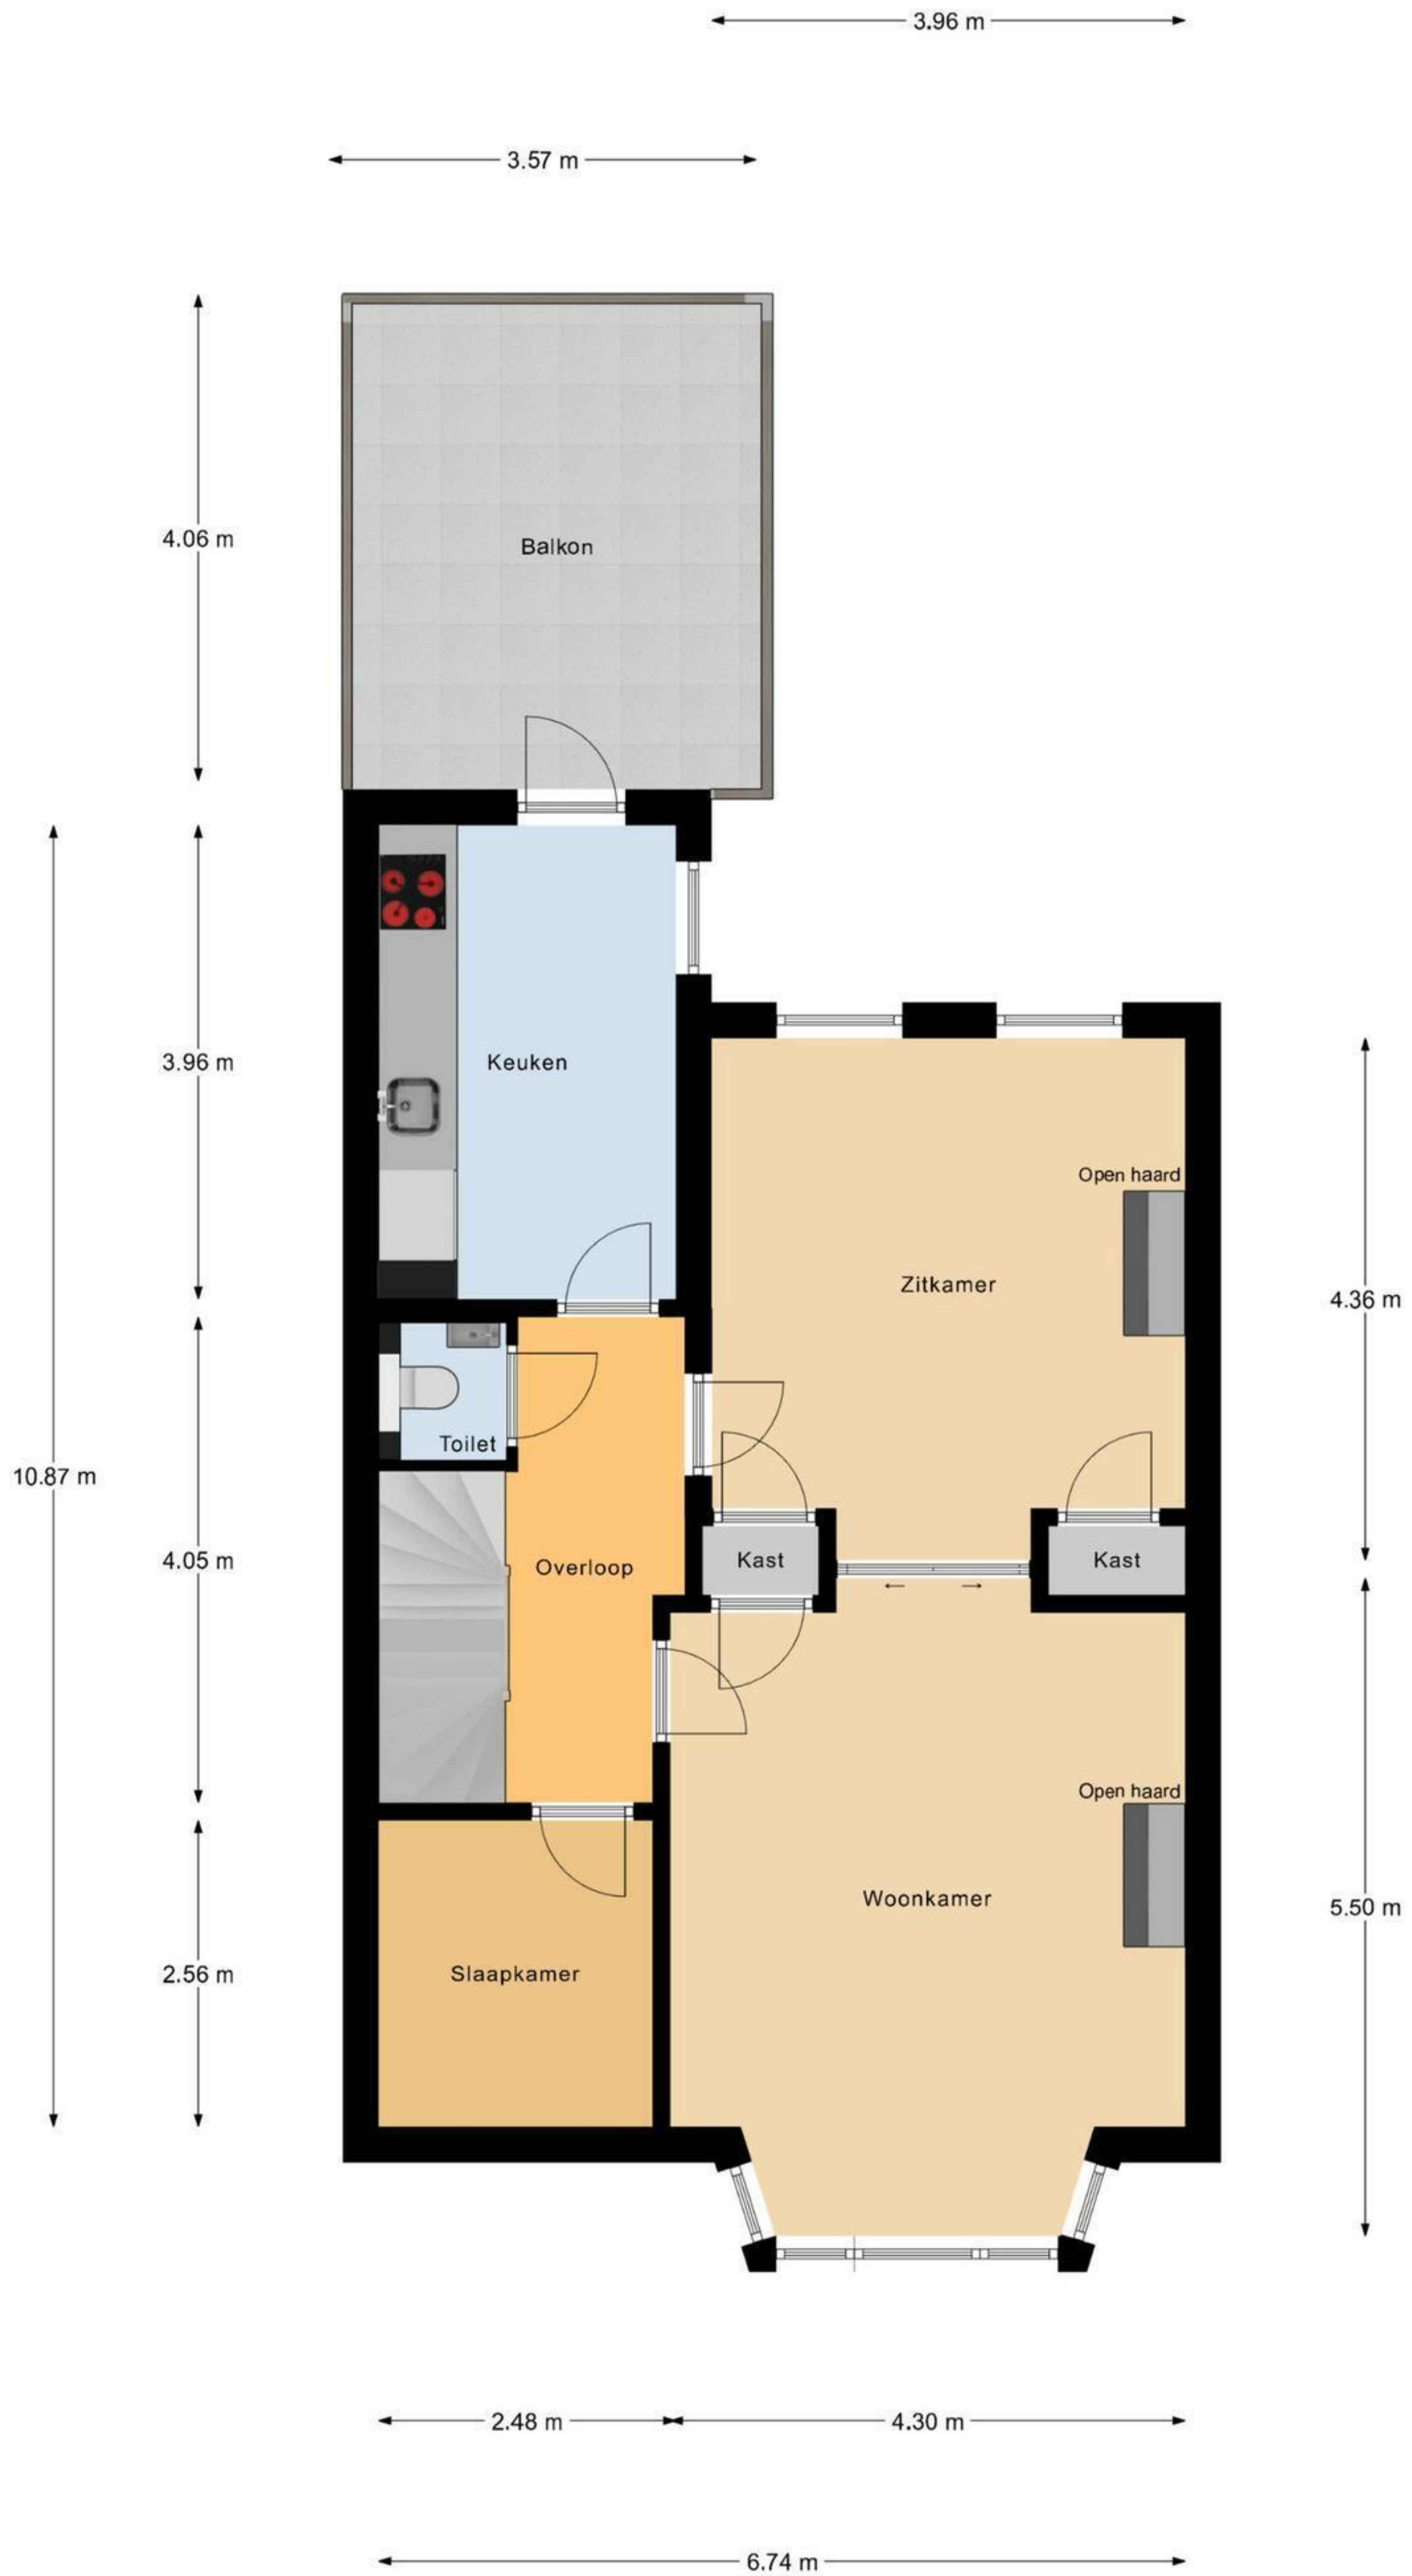 3.96 m
3.57 m
4.06 m
Balkon
3.96 m
Keuken
Open haard
Zitkamer
4.36 m
Toilet
10.87 m
4.05 m
Overloop
Kast
Kast
Open haard
Woonkamer
5.50 m
2.56 m
Slaapkamer
2.48 m
4.30 m
6.74 m